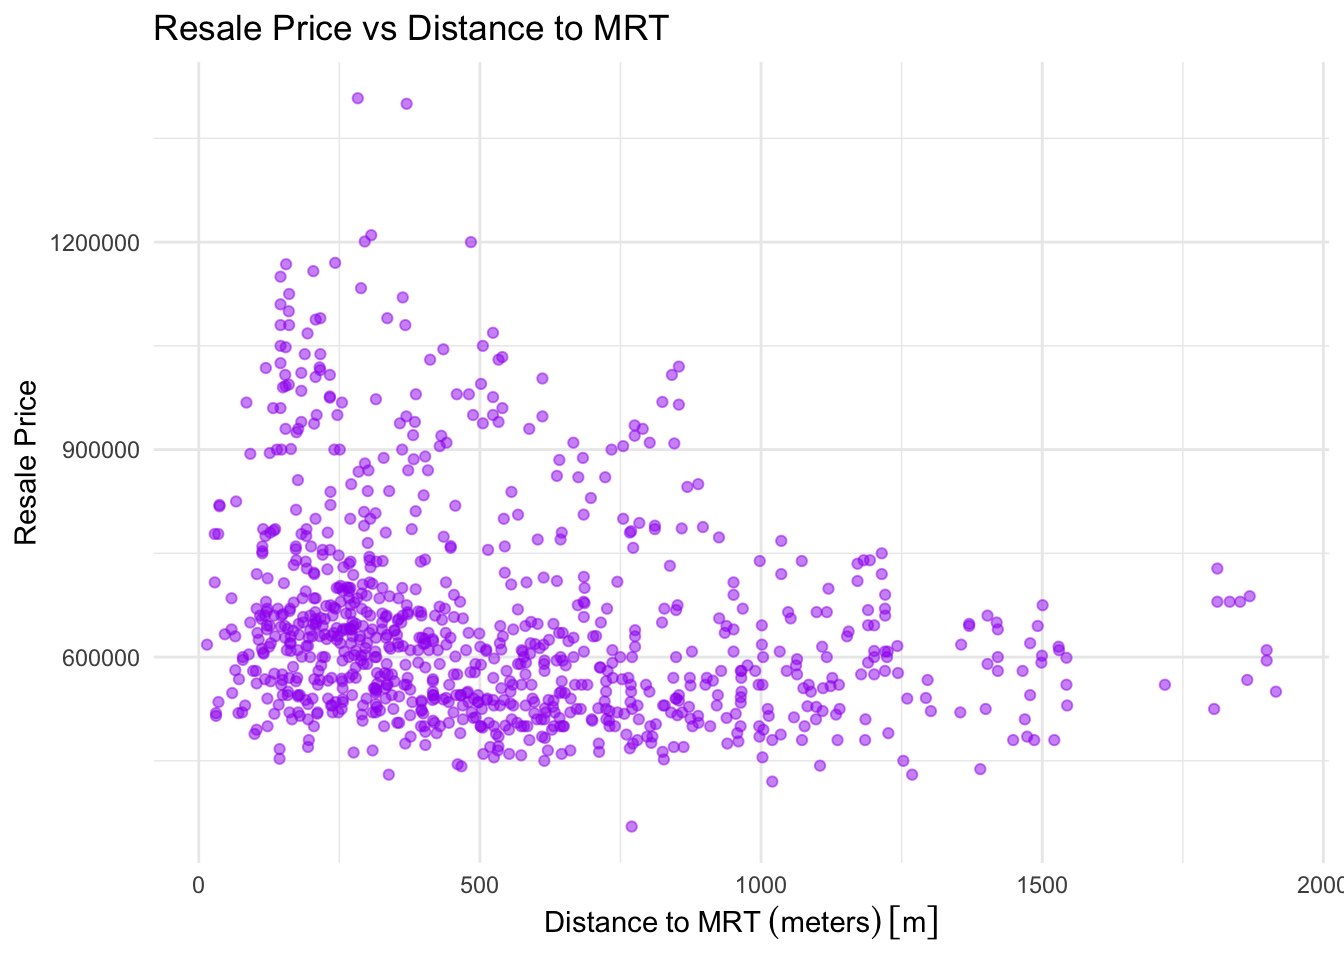 Resale Price vs Distance to MRT
Resale Price
1200000
900000
600000
0 500 1000 1500 2000
Distance to MRT (meters) [m]